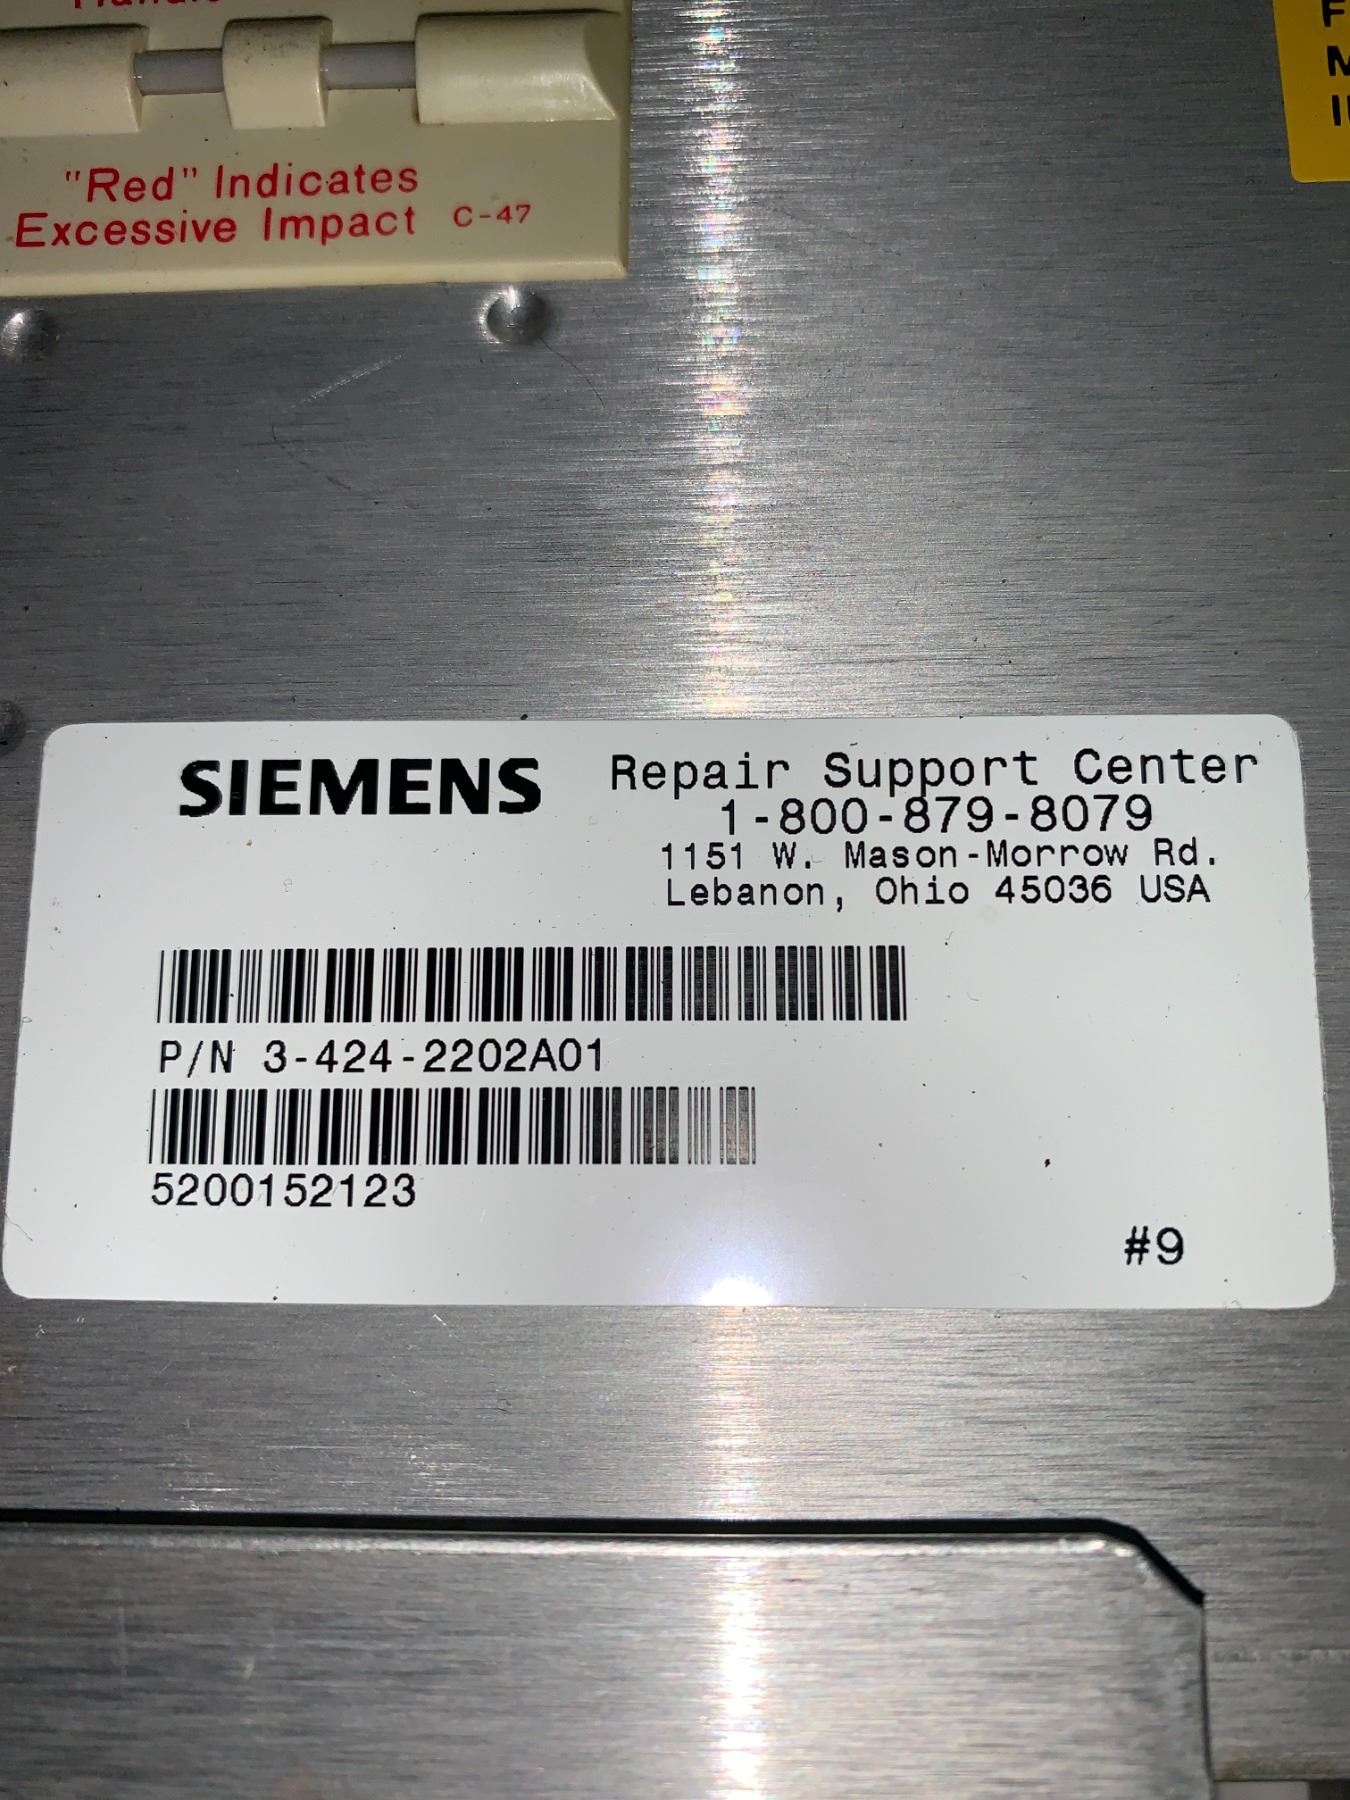 "Red" Indicates
Excessive Impact C-47
SIEMENS Repair Support Center
1-800-879-8079
1151 W. Mason-Morrow Rd.
Lebanon, Ohio 45036 USA
P/N 3-424-2202A01
5200152123
#9